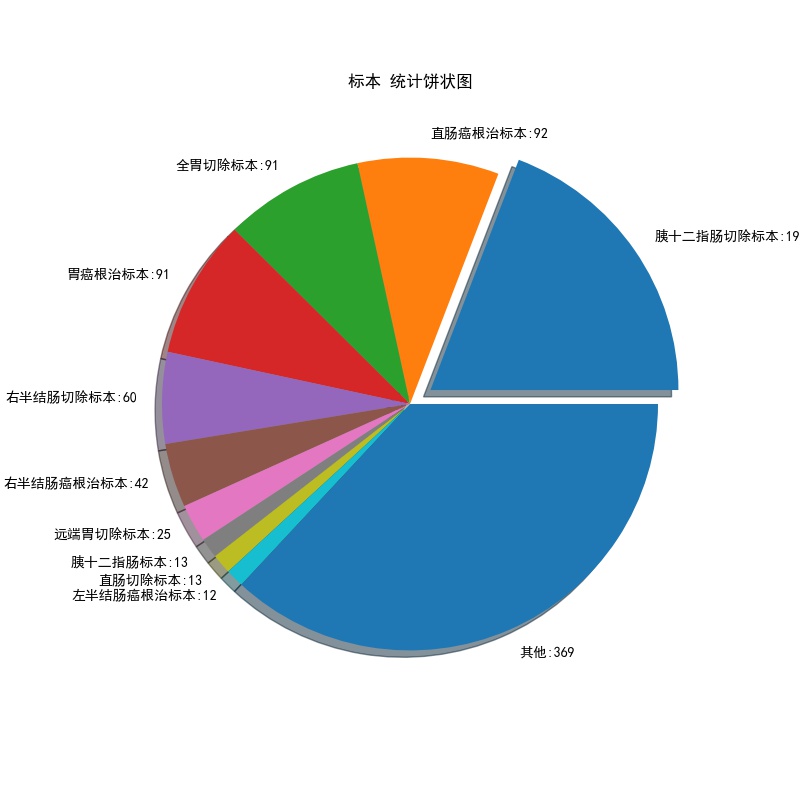 标本 统计饼状图
直肠癌根治标本:92
全胃切除标本:91
胰十二指肠切除标本:19
胃癌根治标本:91
右半结肠切除标本:60
右半结肠癌根治标本:42
远端胃切除标本:25
胰十二指肠标本:13
直肠切除标本:13
左半结肠癌根治标本:12
其他:369